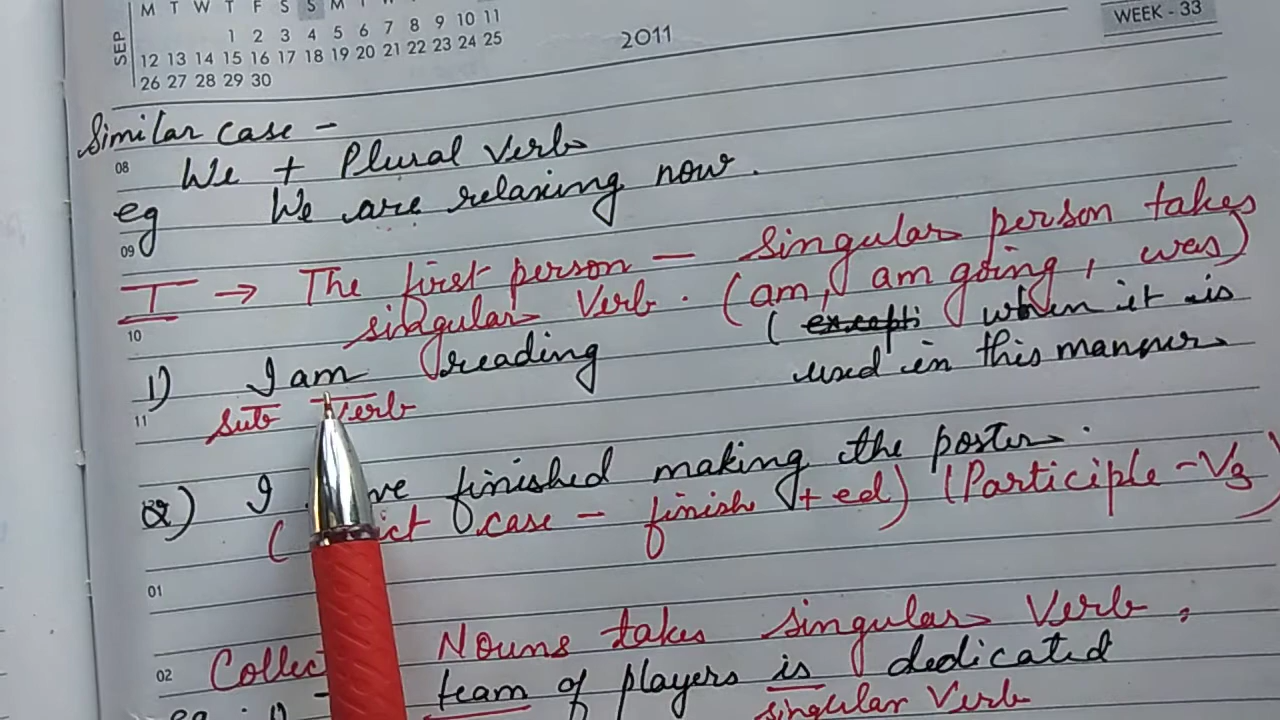 M T W T F S S M
SEP 1 2 3 4 5 6 7 8 9 10 11
12 13 14 15 16 17 18 19 20 21 22 23 24 25
26 27 28 29 30
2011
WEEK - 33
Similar case -
08 We + Plural Verb
eg We are relaxing now.
09
I → The first person - singular person takes
singular Verb. (am, am going, was)
10 ( when it is
1) I am reading used in this manner
11 Sub Verb
2) I finished making the poster.
( case - finish + ed) (Participle - V3)
01
02 Nouns takes singular Verb,
team of players is dedicated
eg :- 1) singular Verb